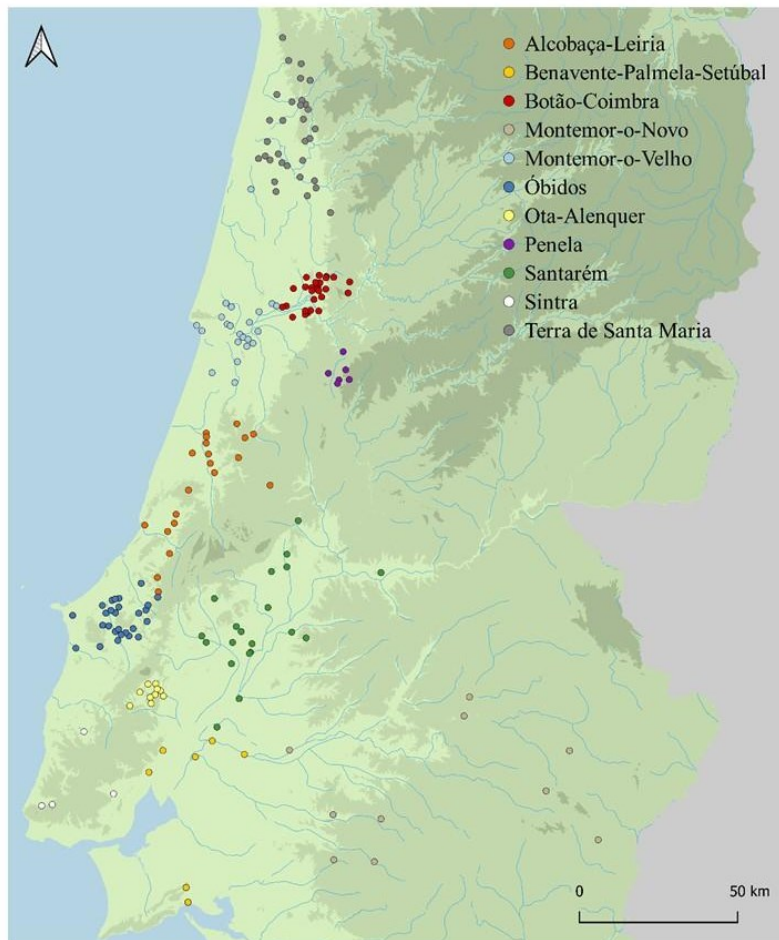 Alcobaça-Leiria
Benavente-Palmela-Setúbal
Botão-Coimbra
Montemor-o-Novo
Montemor-o-Velho
Óbidos
Ota-Alenquer
Penela
Santarém
Sintra
Terra de Santa Maria
0 50 km